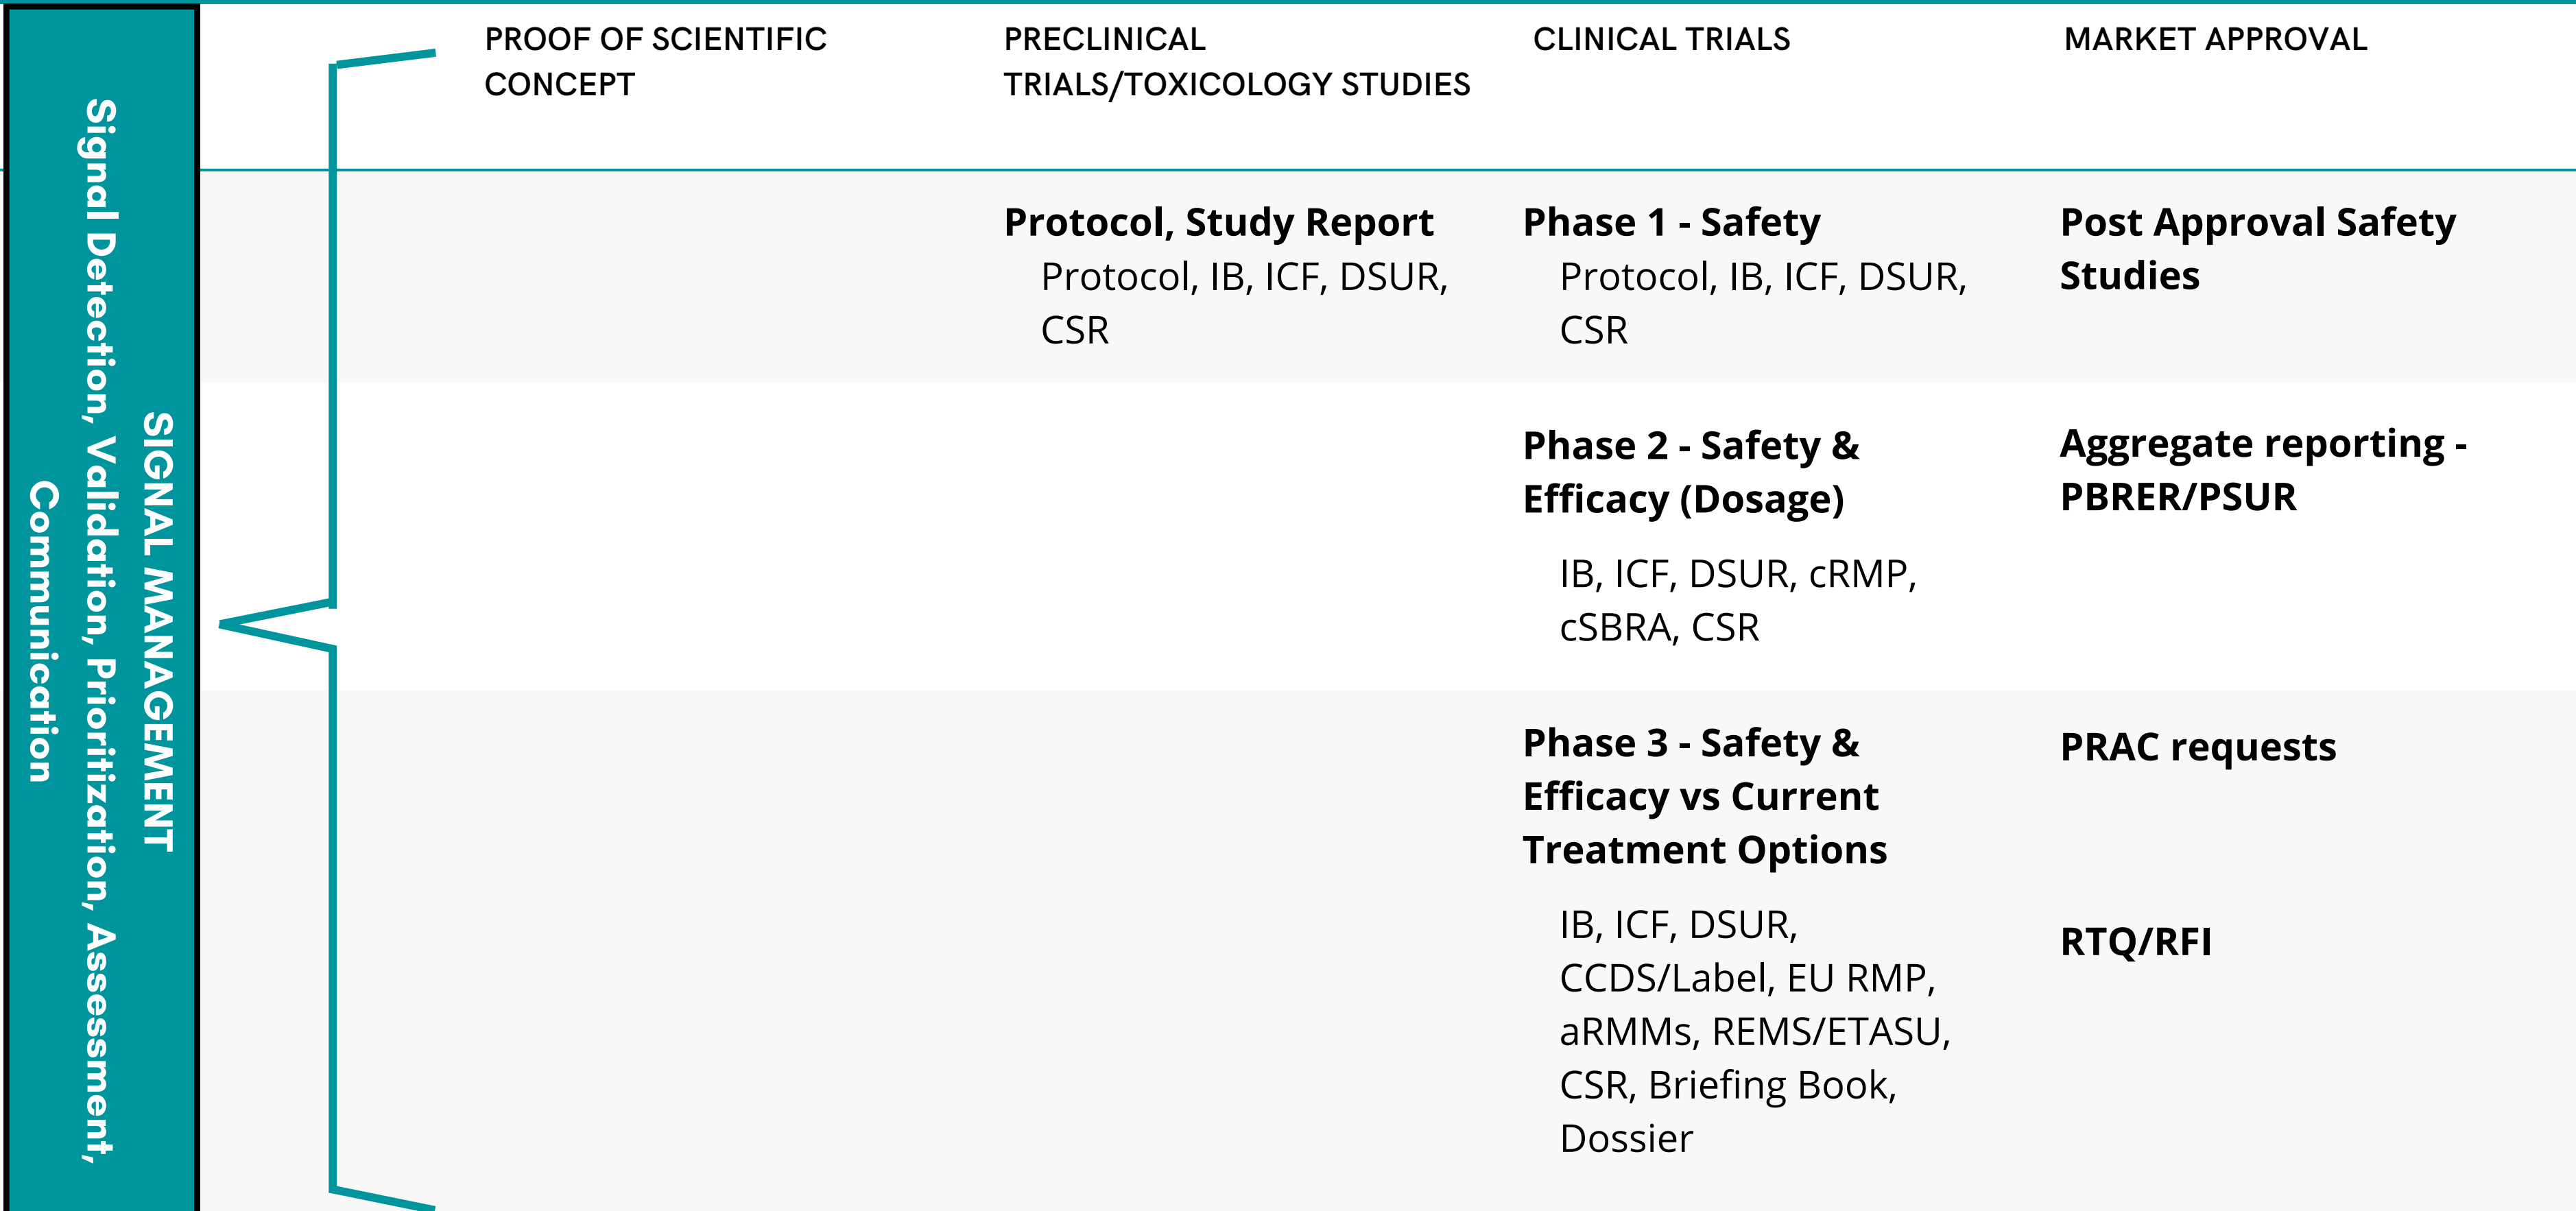 SIGNAL MANAGEMENT
Signal Detection, Validation, Prioritization, Assessment,
Communication
PROOF OF SCIENTIFIC
CONCEPT
PRECLINICAL
TRIALS/TOXICOLOGY STUDIES
CLINICAL TRIALS
MARKET APPROVAL
Protocol, Study Report
Protocol, IB, ICF, DSUR,
CSR
Phase 1 - Safety
Protocol, IB, ICF, DSUR,
CSR
Post Approval Safety
Studies
Phase 2 - Safety &
Efficacy (Dosage)
IB, ICF, DSUR, cRMP,
cSBRA, CSR
Aggregate reporting -
PBRER/PSUR
Phase 3 - Safety &
Efficacy vs Current
Treatment Options
IB, ICF, DSUR,
CCDS/Label, EU RMP,
aRMMs, REMS/ETASU,
CSR, Briefing Book,
Dossier
PRAC requests
RTQ/RFI